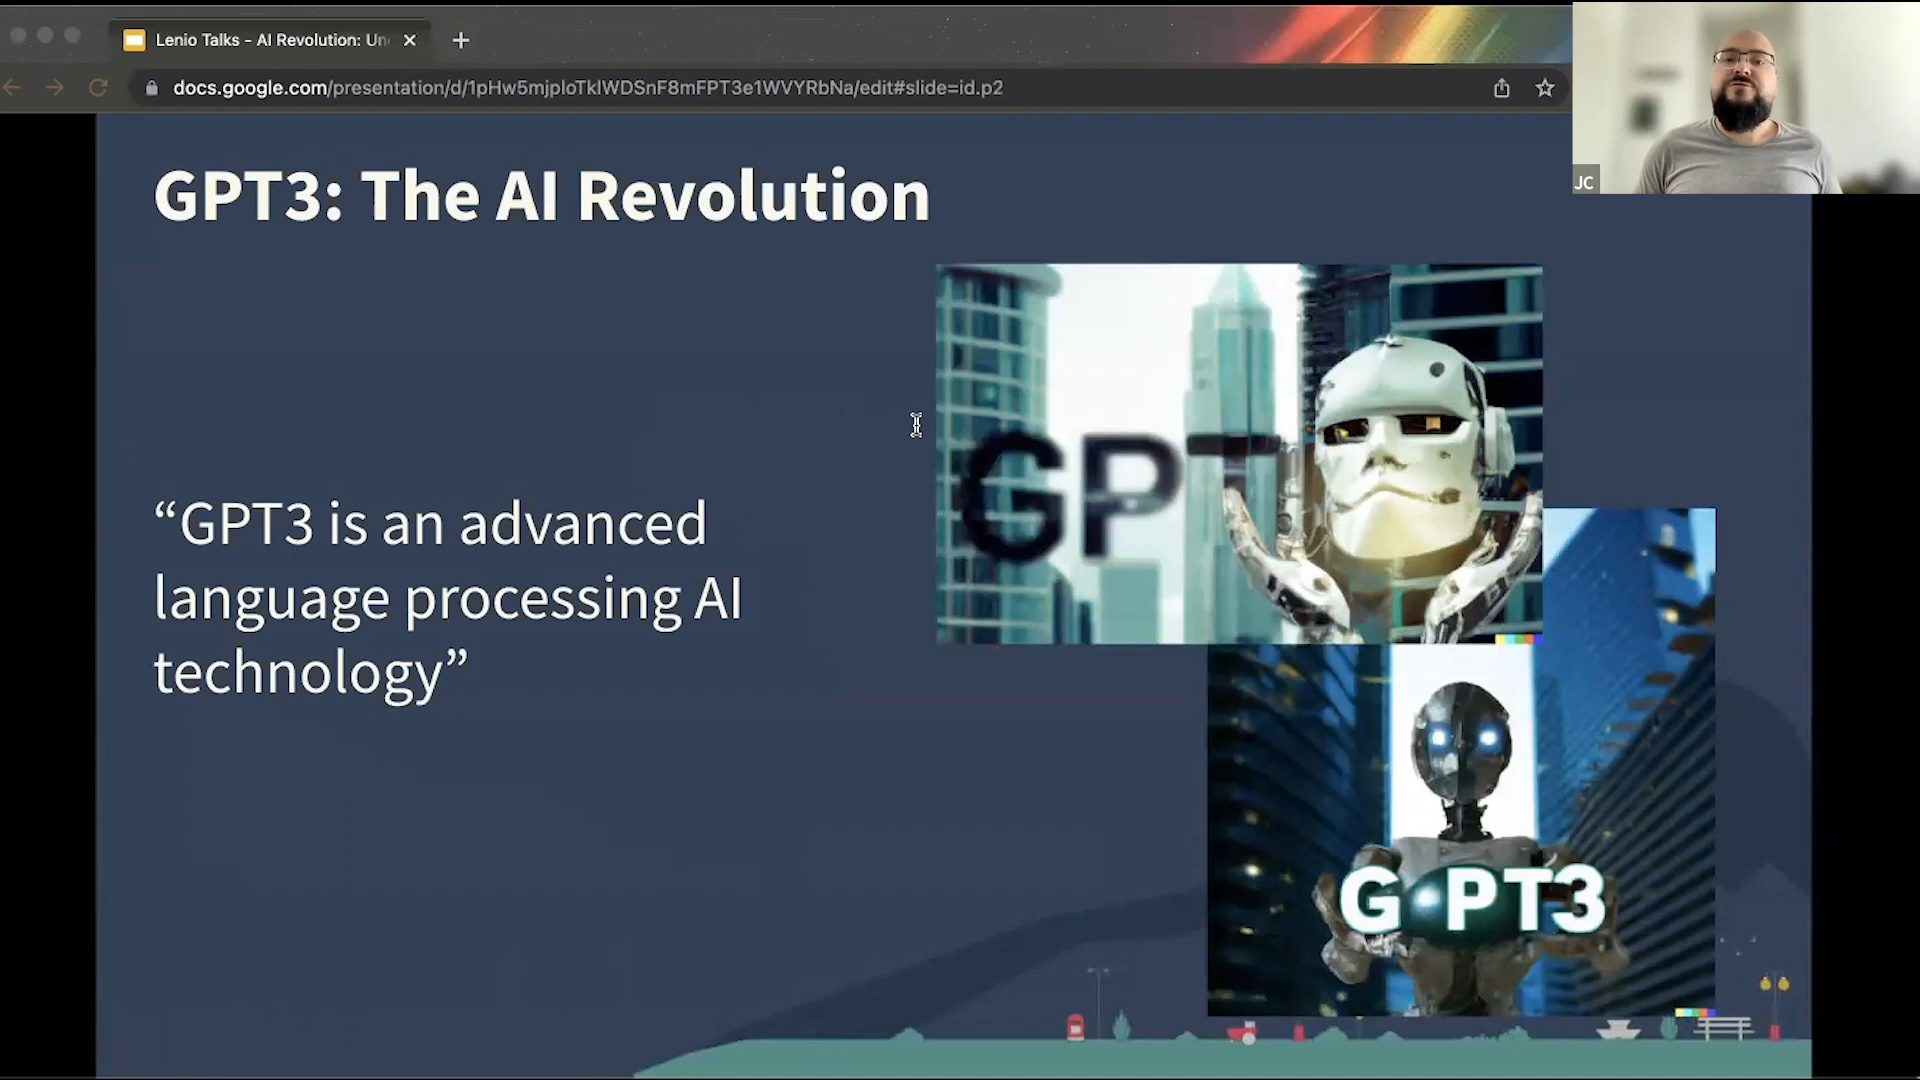 Lenio Talks - AI Revolution: Un
docs.google.com/presentation/d/1pHw5mjploTklWDSnF8mFPT3e1WVYRbNa/edit#slide=id.p2
JC
GPT3: The AI Revolution
GPT
“GPT3 is an advanced
language processing AI
technology”
G PT3